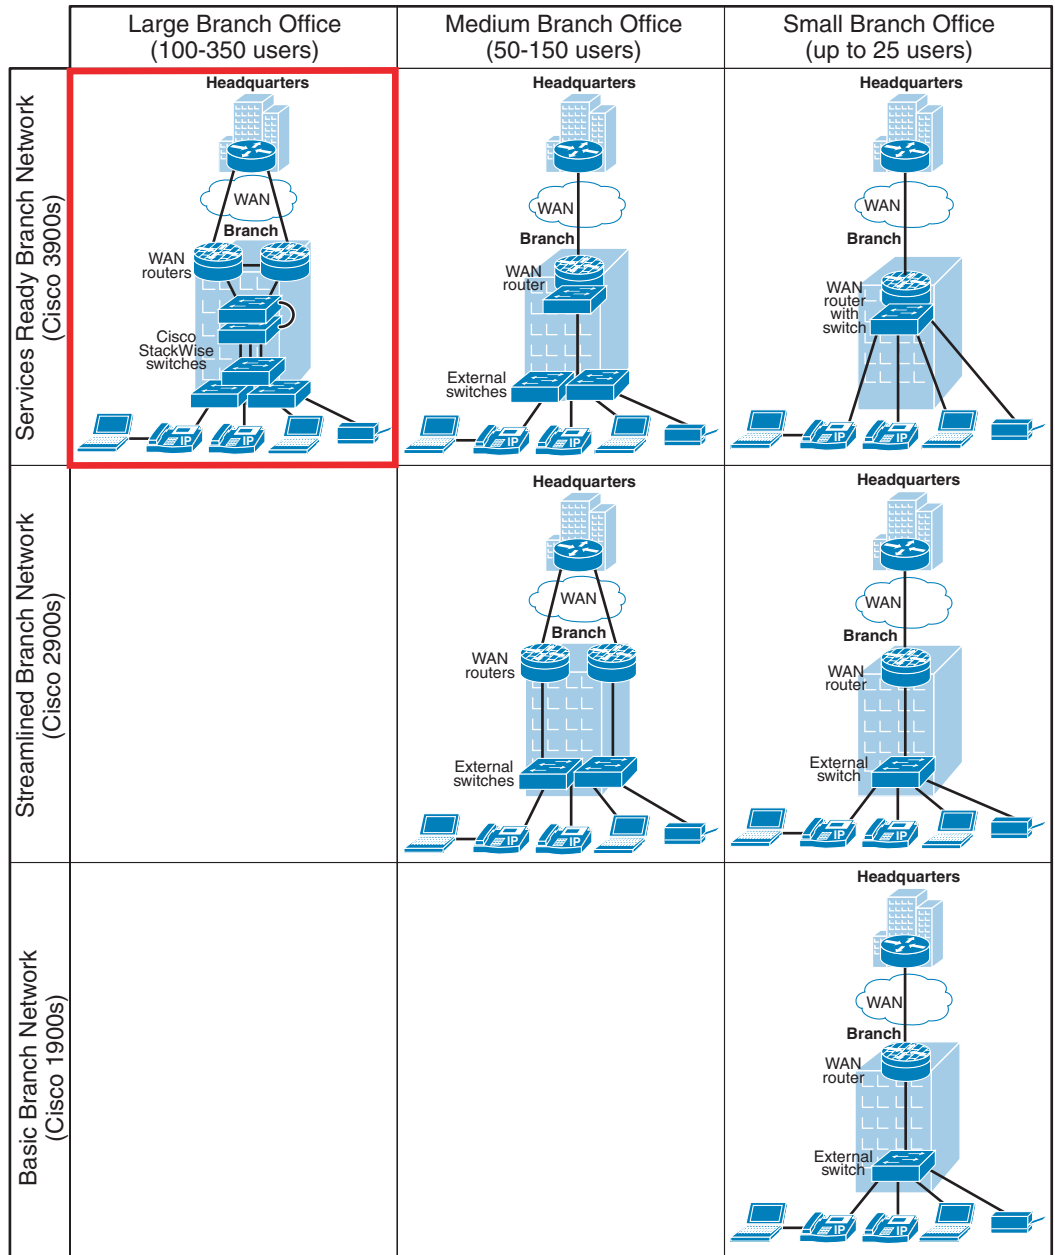 Large Branch Office
(100-350 users)
Medium Branch Office
(50-150 users)
Small Branch Office
(up to 25 users)
Services Ready Branch Network
(Cisco 3900s)
Headquarters
WAN
Branch
WAN
routers
Cisco
StackWise
switches
IP
IP
Headquarters
WAN
Branch
WAN
router
External
switches
IP
IP
Headquarters
WAN
Branch
WAN
router
with
switch
IP
IP
Streamlined Branch Network
(Cisco 2900s)
Headquarters
WAN
Branch
WAN
routers
External
switches
IP
IP
Headquarters
WAN
Branch
WAN
router
External
switch
IP
IP
Basic Branch Network
(Cisco 1900s)
Headquarters
WAN
Branch
WAN
router
External
switch
IP
IP